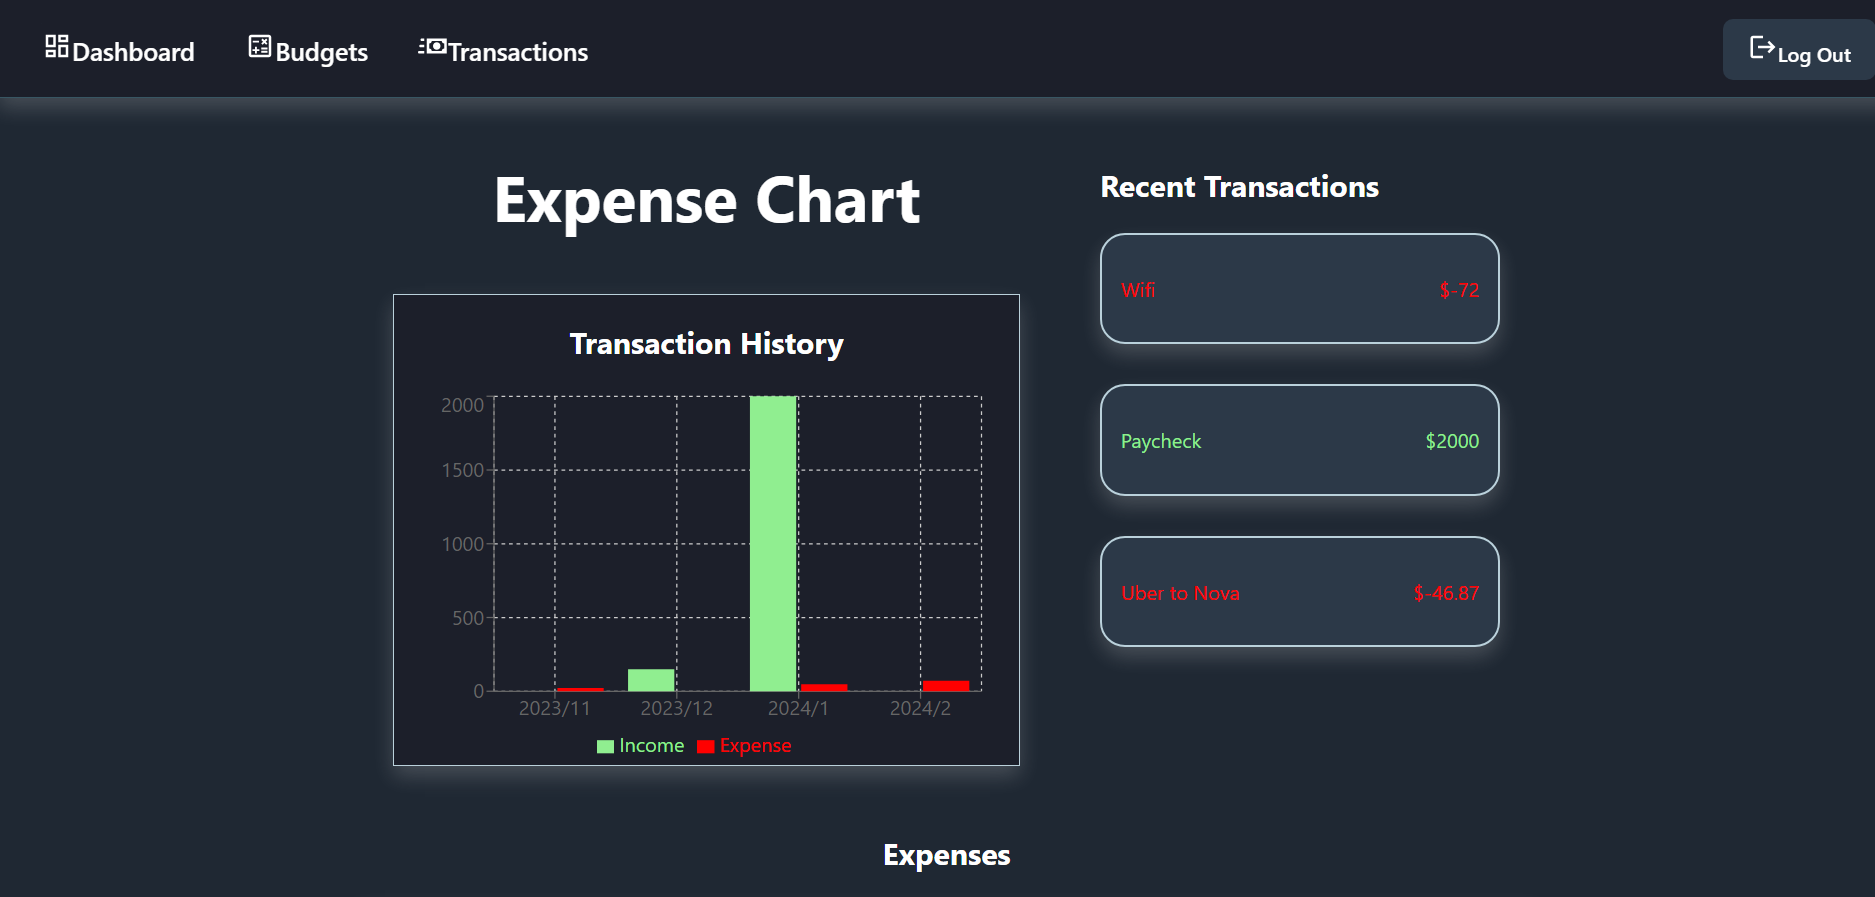 Dashboard Budgets Transactions Log Out
Expense Chart
Transaction History
2000
1500
1000
500
0
2023/11 2023/12 2024/1 2024/2
Income Expense
Recent Transactions
Wifi $-72
Paycheck $2000
Uber to Nova $-46.87
Expenses